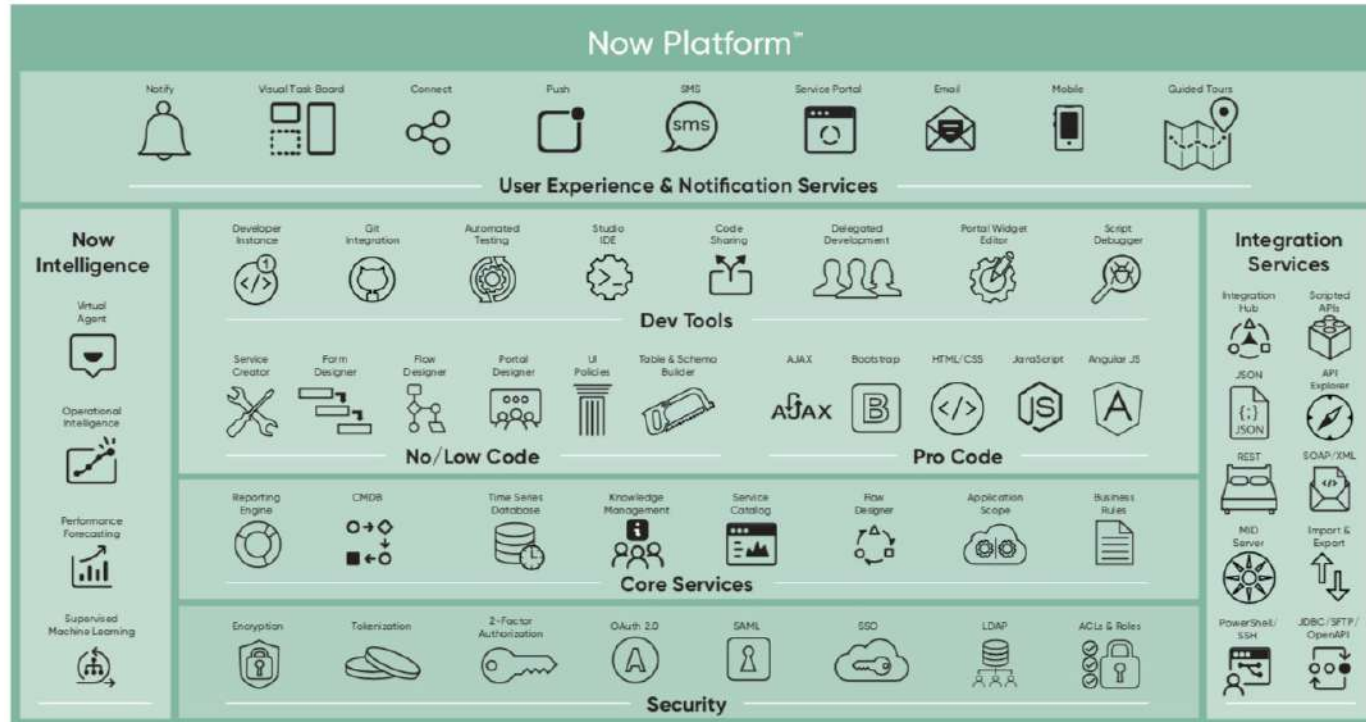 Now Platform™
Notify
Visual Task Board
Connect
Push
SMS
sms
Service Portal
Email
Mobile
Guided Tours
User Experience & Notification Services
Now
Intelligence
Virtual
Agent
Operational
Intelligence
Performance
Forecasting
Supervised
Machine Learning
Developer
Instance
</>
1
Git
Integration
Automated
Testing
Studio
IDE
Code
Sharing
Delegated
Development
Portal Widget
Editor
Script
Debugger
Dev Tools
Service
Creator
Form
Designer
Flow
Designer
Portal
Designer
UI
Policies
Table & Schema
Builder
No/Low Code
AJAX
AJAX
Bootstrap
B
HTML/CSS
</>
JavaScript
JS
Angular JS
A
Pro Code
Reporting
Engine
CMDB
Time Series
Database
Knowledge
Management
i
Service
Catalog
Flow
Designer
Application
Scope
Business
Rules
Core Services
Encryption
Tokenization
2-Factor
Authorization
OAuth 2.0
A
SAML
SSO
LDAP
ACLs & Roles
Security
Integration
Services
Integration
Hub
Scripted
APIs
JSON
{;}
JSON
API
Explorer
REST
SOAP/XML
</>
MID
Server
Import &
Export
PowerShell/
SSH
JDBC/SFTP/
OpenAPI